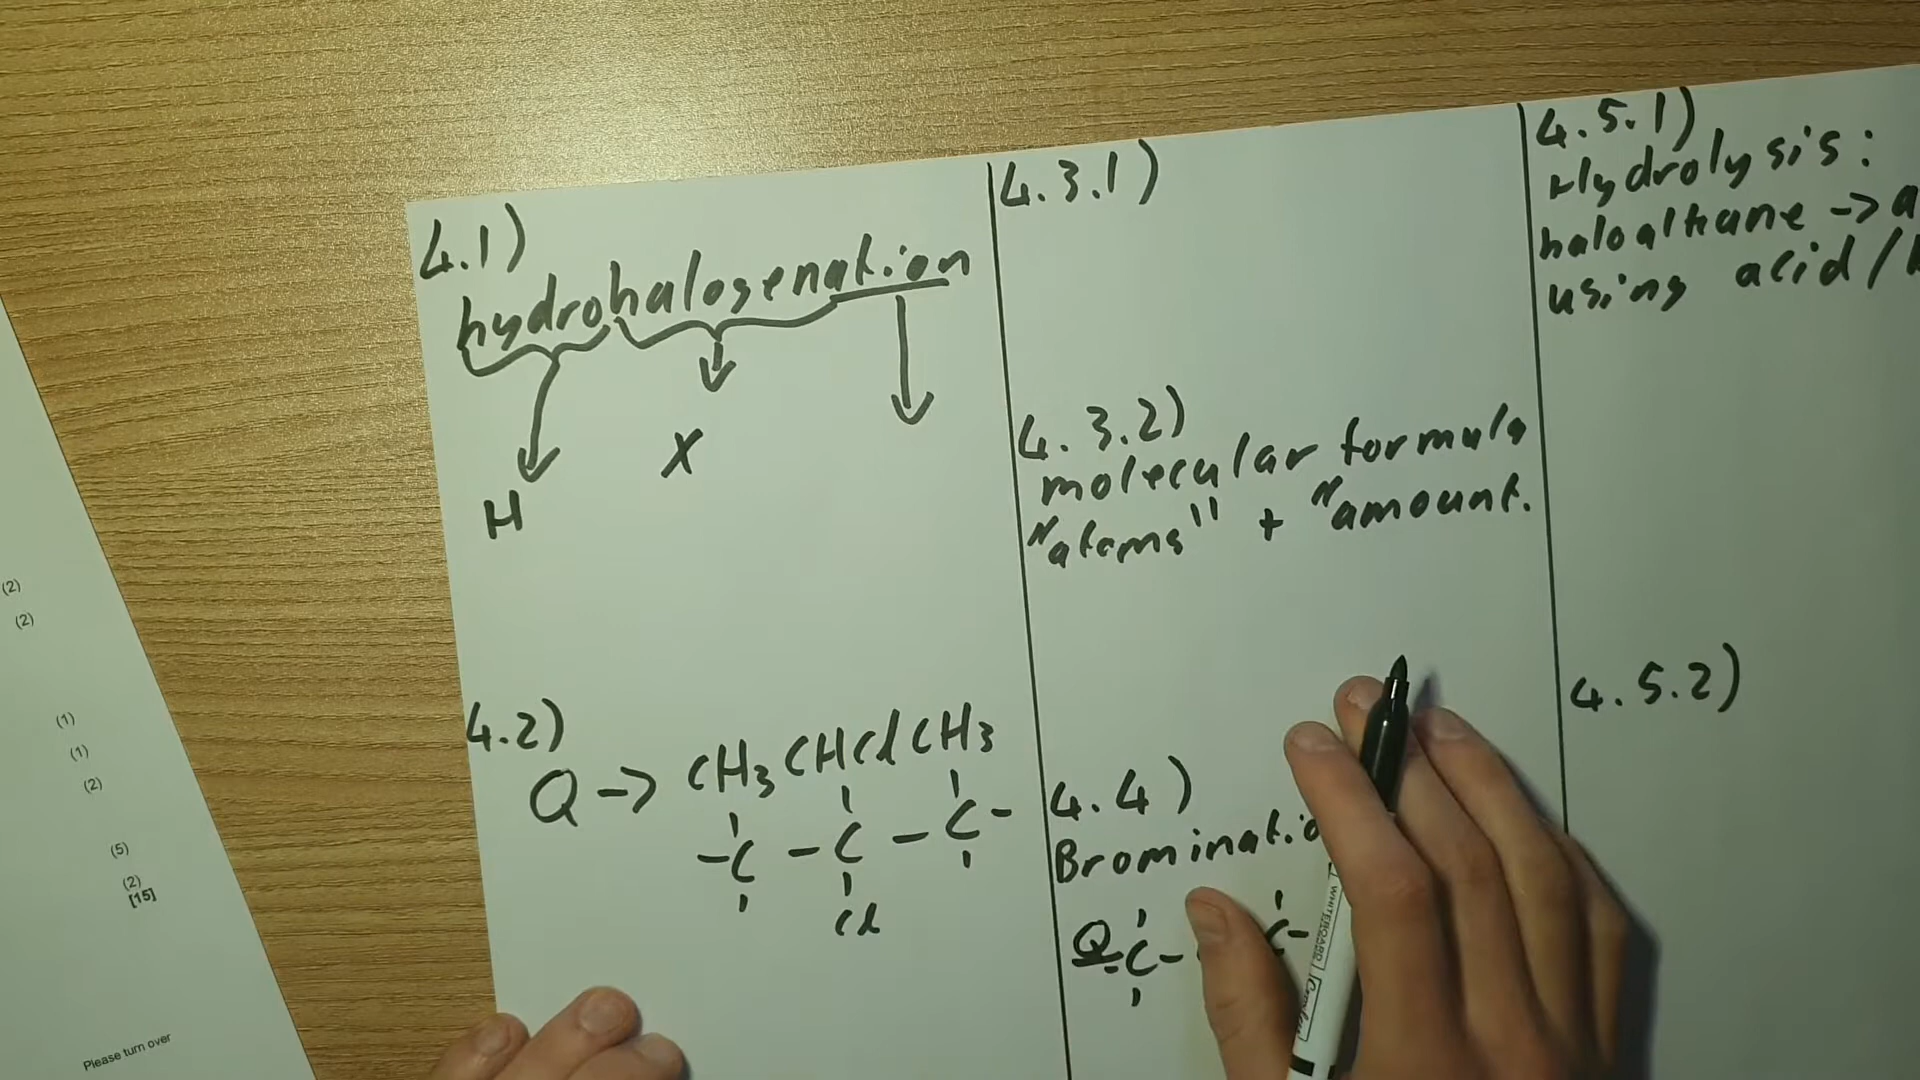 4.1)
hydrohalogenation
H
X
4.2)
Q -> CH3CHClCH3
-C - C - C-
Cl
4.3.1)
4.3.2)
molecular formula
"atoms" + "amount.
4.4)
Brominatio
Q -C- C-
4.5.1)
Hydrolysis:
haloalkane -> a
using acid/
4.5.2)
(2)
(2)
(1)
(1)
(2)
(5)
(2)
[15]
Please turn over
WHITEBOARD